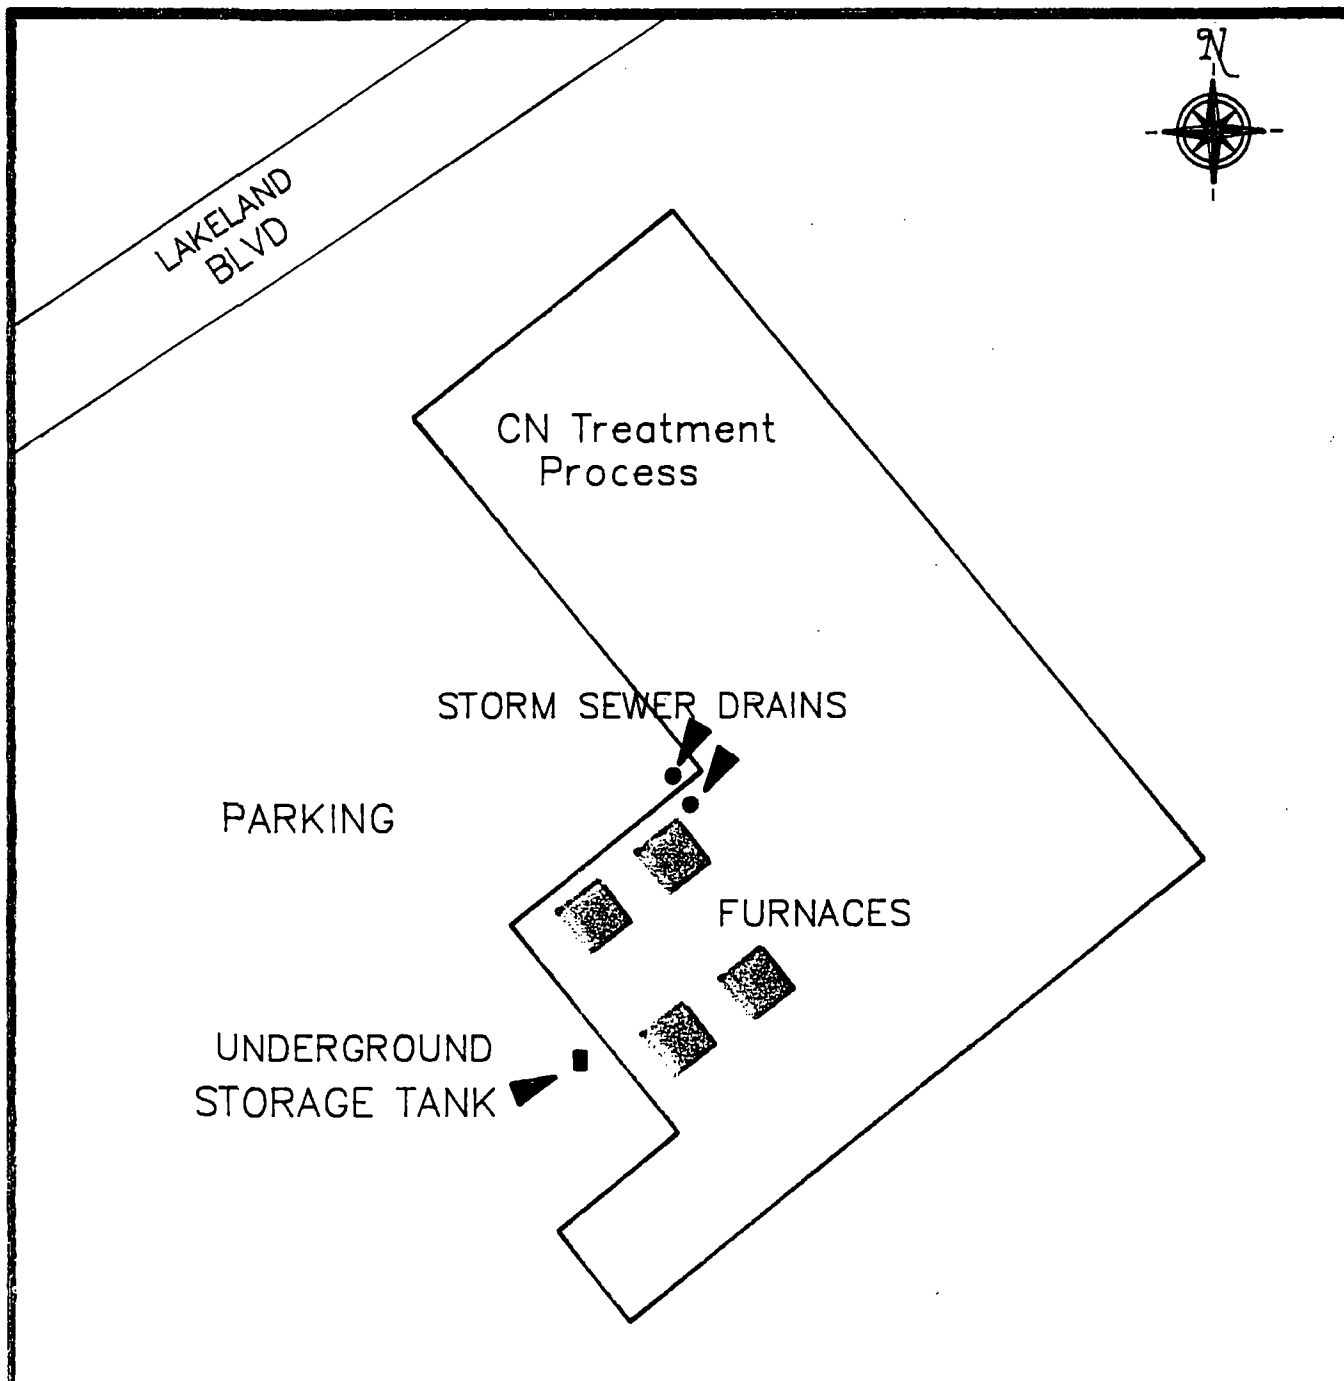 N
LAKELAND
BLVD
CN Treatment
Process
STORM SEWER DRAINS
PARKING
FURNACES
UNDERGROUND
STORAGE TANK